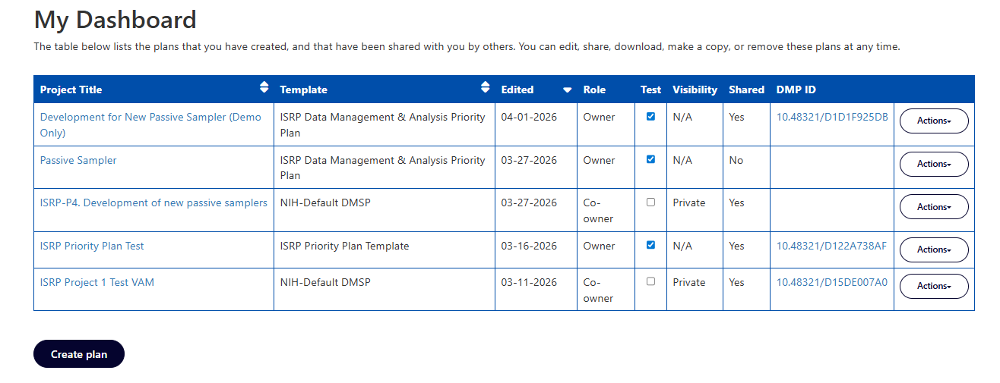 My Dashboard
The table below lists the plans that you have created, and that have been shared with you by others. You can edit, share, download, make a copy, or remove these plans at any time.
Project Title Template Edited Role Test Visibility Shared DMP ID
Development for New Passive Sampler (Demo Only) ISRP Data Management & Analysis Priority Plan 04-01-2026 Owner N/A Yes 10.48321/D1D1F925DB Actions
Passive Sampler ISRP Data Management & Analysis Priority Plan 03-27-2026 Owner N/A No Actions
ISRP-P4. Development of new passive samplers NIH-Default DMSP 03-27-2026 Co-owner Private Yes Actions
ISRP Priority Plan Test ISRP Priority Plan Template 03-16-2026 Owner N/A Yes 10.48321/D122A738AF Actions
ISRP Project 1 Test VAM NIH-Default DMSP 03-11-2026 Co-owner Private Yes 10.48321/D15DE007A0 Actions
Create plan